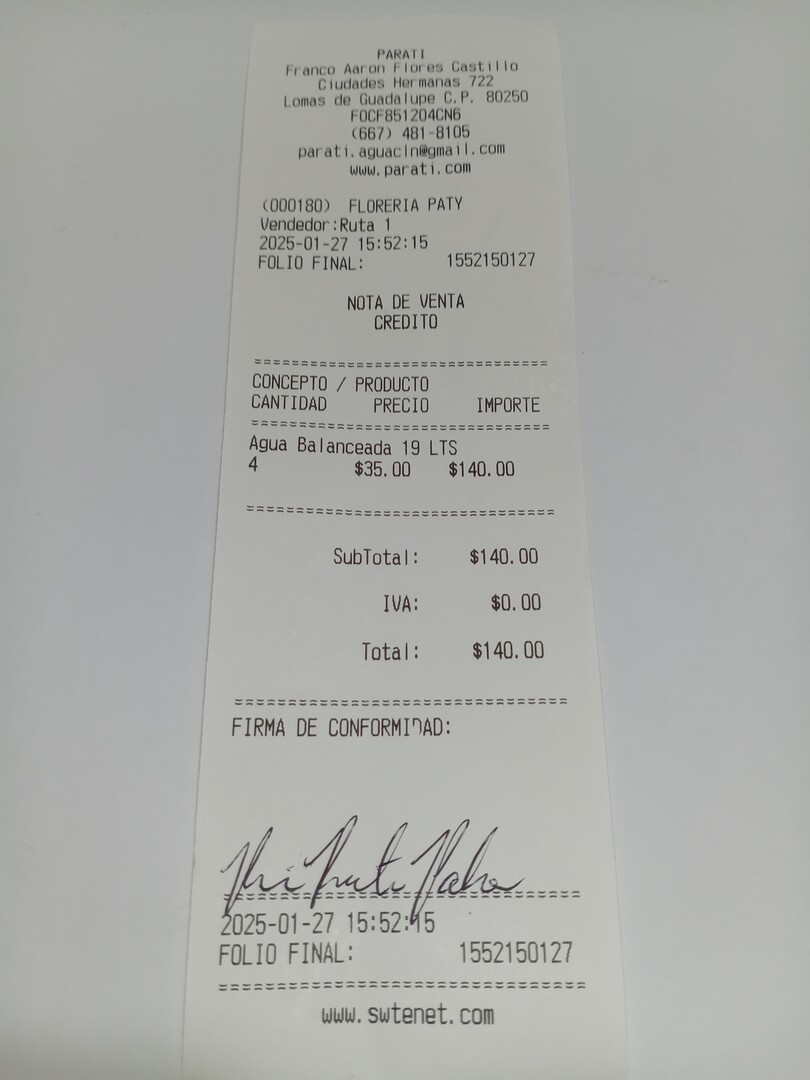 PARATI
Franco Aaron Flores Castillo
Ciudades Hermanas 722
Lomas de Guadalupe C.P. 80250
FOCF851204CN6
(667) 481-8105
parati.aguacln@gmail.com
www.parati.com
(000180) FLORERIA PATY
Vendedor:Ruta 1
2025-01-27 15:52:15
FOLIO FINAL: 1552150127
NOTA DE VENTA
CREDITO
==============================
CONCEPTO / PRODUCTO
CANTIDAD PRECIO IMPORTE
==============================
Agua Balanceada 19 LTS
4 $35.00 $140.00
==============================
SubTotal: $140.00
IVA: $0.00
Total: $140.00
==============================
FIRMA DE CONFORMIDAD:
==============================
2025-01-27 15:52:15
FOLIO FINAL: 1552150127
==============================
www.swtenet.com